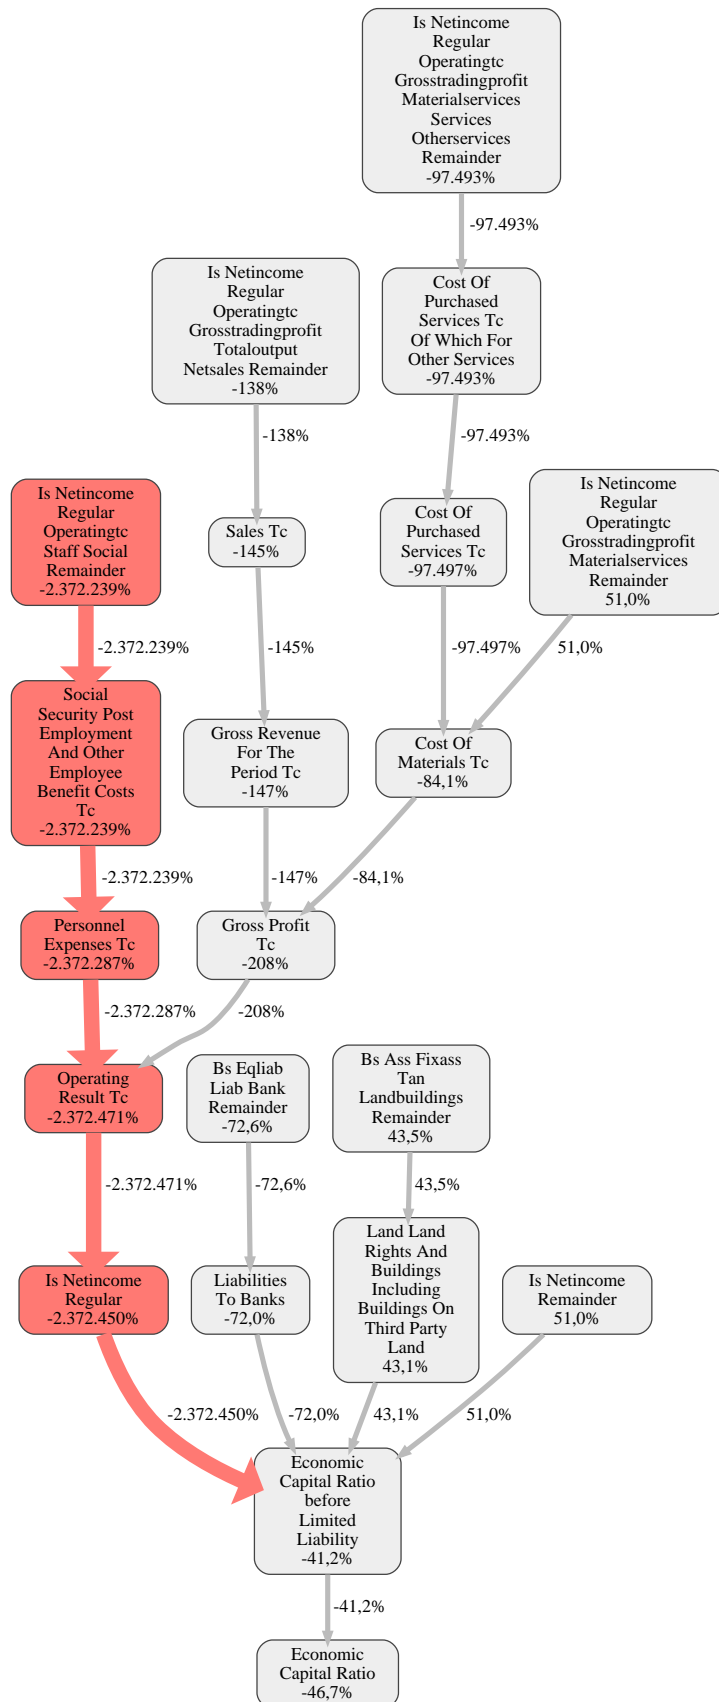 Is Netincome
Regular
Operatingtc
Grosstradingprofit
Materialservices
Services
Otherservices
Remainder
-97.493%
-97.493%
Is Netincome
Regular
Operatingtc
Grosstradingprofit
Totaloutput
Netsales Remainder
-138%
Cost Of
Purchased
Services Tc
Of Which For
Other Services
-97.493%
-138%
-97.493%
Is Netincome
Regular
Operatingtc
Staff Social
Remainder
-2.372.239%
Sales Tc
-145%
Cost Of
Purchased
Services Tc
-97.497%
Is Netincome
Regular
Operatingtc
Grosstradingprofit
Materialservices
Remainder
51,0%
-2.372.239%
-145%
-97.497%
51,0%
Social
Security Post
Employment
And Other
Employee
Benefit Costs
Tc
-2.372.239%
Gross Revenue
For The
Period Tc
-147%
Cost Of
Materials Tc
-84,1%
-2.372.239%
-147%
-84,1%
Personnel
Expenses Tc
-2.372.287%
Gross Profit
Tc
-208%
-2.372.287%
-208%
Operating
Result Tc
-2.372.471%
Bs Eqliab
Liab Bank
Remainder
-72,6%
Bs Ass Fixass
Tan
Landbuildings
Remainder
43,5%
-2.372.471%
-72,6%
43,5%
Is Netincome
Regular
-2.372.450%
Liabilities
To Banks
-72,0%
Land Land
Rights And
Buildings
Including
Buildings On
Third Party
Land
43,1%
Is Netincome
Remainder
51,0%
-2.372.450%
-72,0%
43,1%
51,0%
Economic
Capital Ratio
before
Limited
Liability
-41,2%
-41,2%
Economic
Capital Ratio
-46,7%